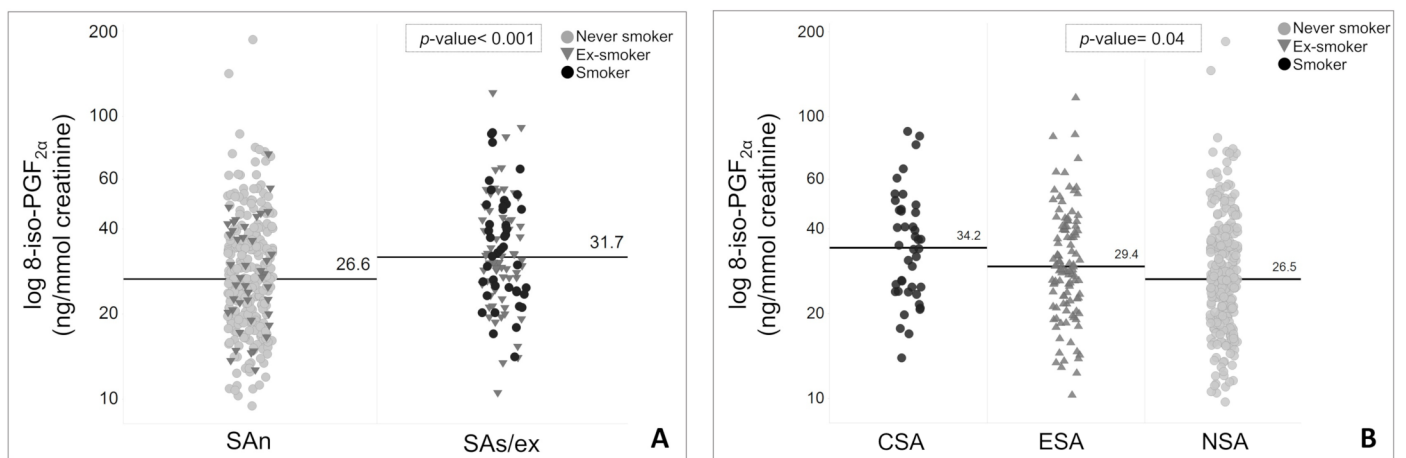 200
100
60
40
20
10
log 8-iso-PGF2α
(ng/mmol creatinine)
p-value< 0.001
Never smoker
Ex-smoker
Smoker
26.6
31.7
SAn
SAs/ex
A
200
100
60
40
20
10
log 8-iso-PGF2α
(ng/mmol creatinine)
p-value= 0.04
Never smoker
Ex-smoker
Smoker
34.2
29.4
26.5
CSA
ESA
NSA
B